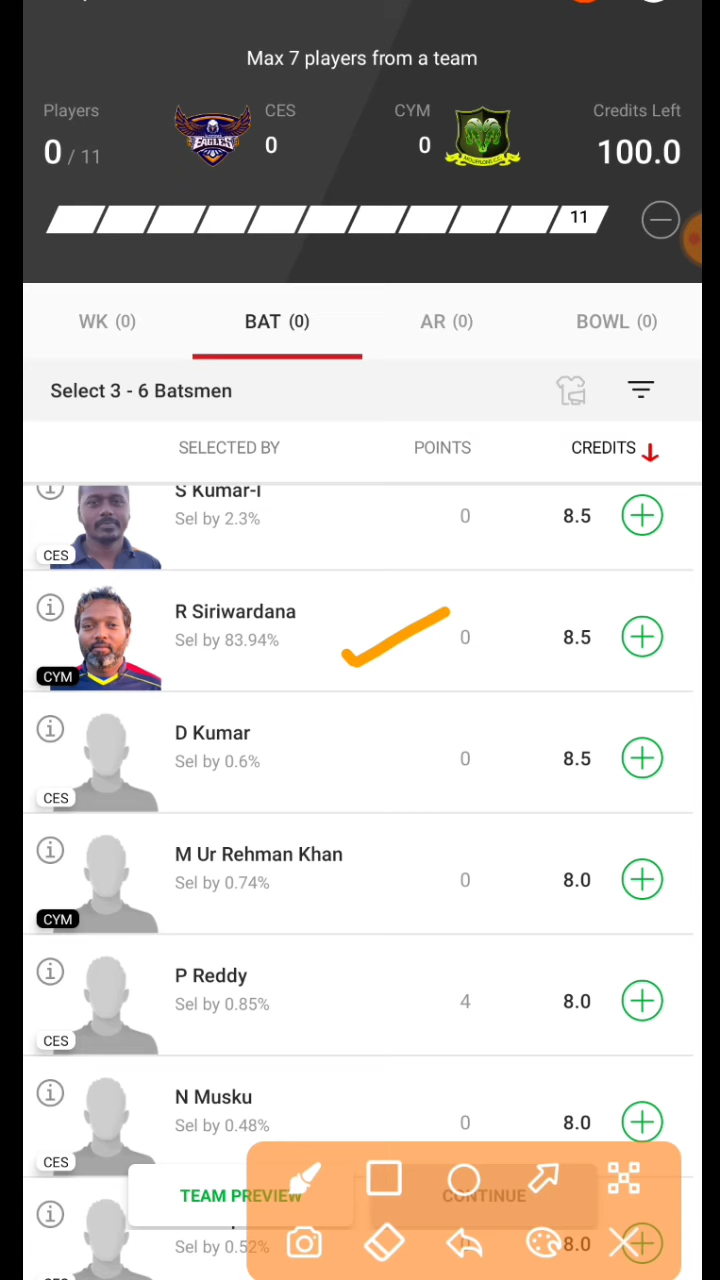 Max 7 players from a team
Players CES CYM Credits Left
0 / 11 0 0 100.0
EAGLES
11
WK (0) BAT (0) AR (0) BOWL (0)
Select 3 - 6 Batsmen
SELECTED BY POINTS CREDITS
S Kumar-I
Sel by 2.3% 0 8.5
CES
R Siriwardana
Sel by 83.94% 0 8.5
CYM
D Kumar
Sel by 0.6% 0 8.5
CES
M Ur Rehman Khan
Sel by 0.74% 0 8.0
CYM
P Reddy
Sel by 0.85% 4 8.0
CES
N Musku
Sel by 0.48% 0 8.0
CES
TEAM PREVIEW CONTINUE
Sel by 0.52% 8.0